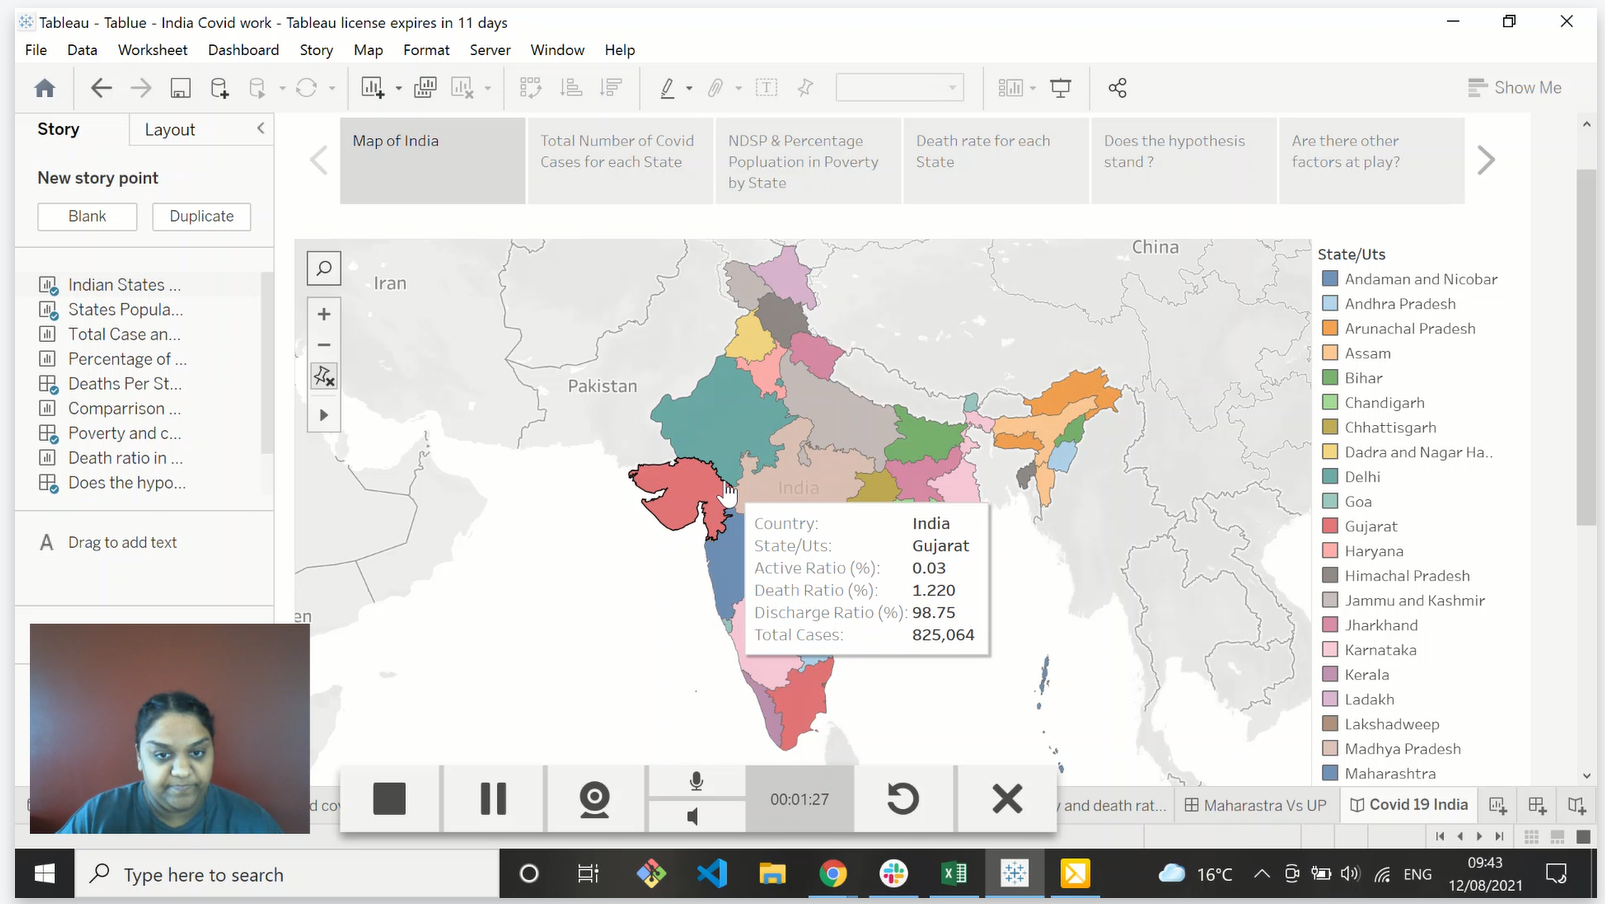 Tableau - Tablue - India Covid work - Tableau license expires in 11 days
File Data Worksheet Dashboard Story Map Format Server Window Help
Show Me
Story Layout
New story point
Blank Duplicate
Indian States ...
States Popula...
Total Case an...
Percentage of ...
Deaths Per St...
Comparrison ...
Poverty and c...
Death ratio in ...
Does the hypo...
A Drag to add text
Map of India
Total Number of Covid
Cases for each State
NDSP & Percentage
Popluation in Poverty
by State
Death rate for each
State
Does the hypothesis
stand ?
Are there other
factors at play?
Iran
China
Pakistan
India
en
Country: India
State/Uts: Gujarat
Active Ratio (%): 0.03
Death Ratio (%): 1.220
Discharge Ratio (%): 98.75
Total Cases: 825,064
State/Uts
Andaman and Nicobar
Andhra Pradesh
Arunachal Pradesh
Assam
Bihar
Chandigarh
Chhattisgarh
Dadra and Nagar Ha..
Delhi
Goa
Gujarat
Haryana
Himachal Pradesh
Jammu and Kashmir
Jharkhand
Karnataka
Kerala
Ladakh
Lakshadweep
Madhya Pradesh
Maharashtra
00:01:27
d cov
y and death rat... Maharastra Vs UP Covid 19 India
Type here to search
16°C ENG
09:43
12/08/2021